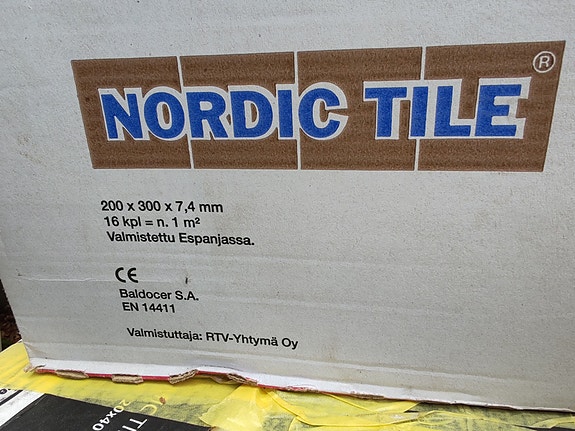 NORDIC TILE ®
200 x 300 x 7,4 mm
16 kpl = n. 1 m²
Valmistettu Espanjassa.
CE
Baldocer S.A.
EN 14411
Valmistuttaja: RTV-Yhtymä Oy
20x40